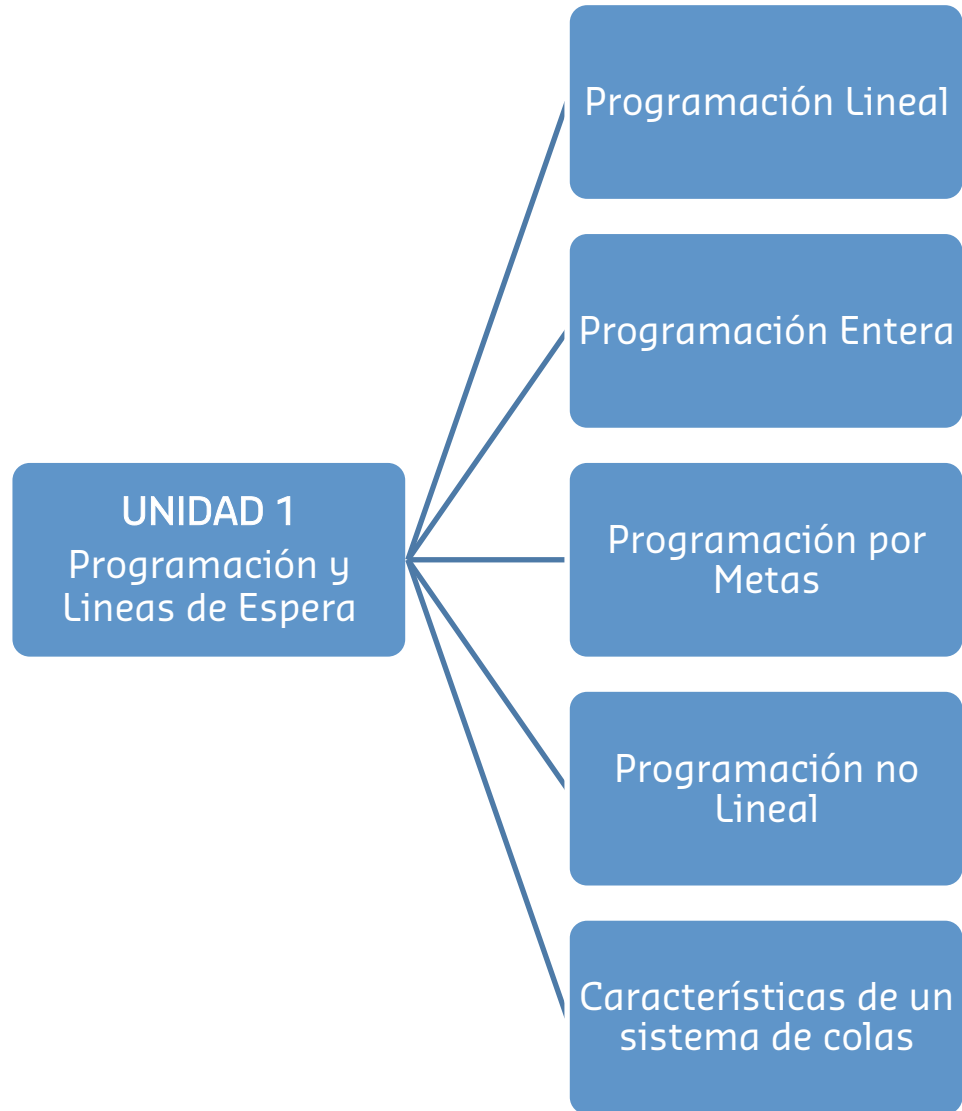 UNIDAD 1
Programación y
Lineas de Espera
Programación Lineal
Programación Entera
Programación por
Metas
Programación no
Lineal
Características de un
sistema de colas